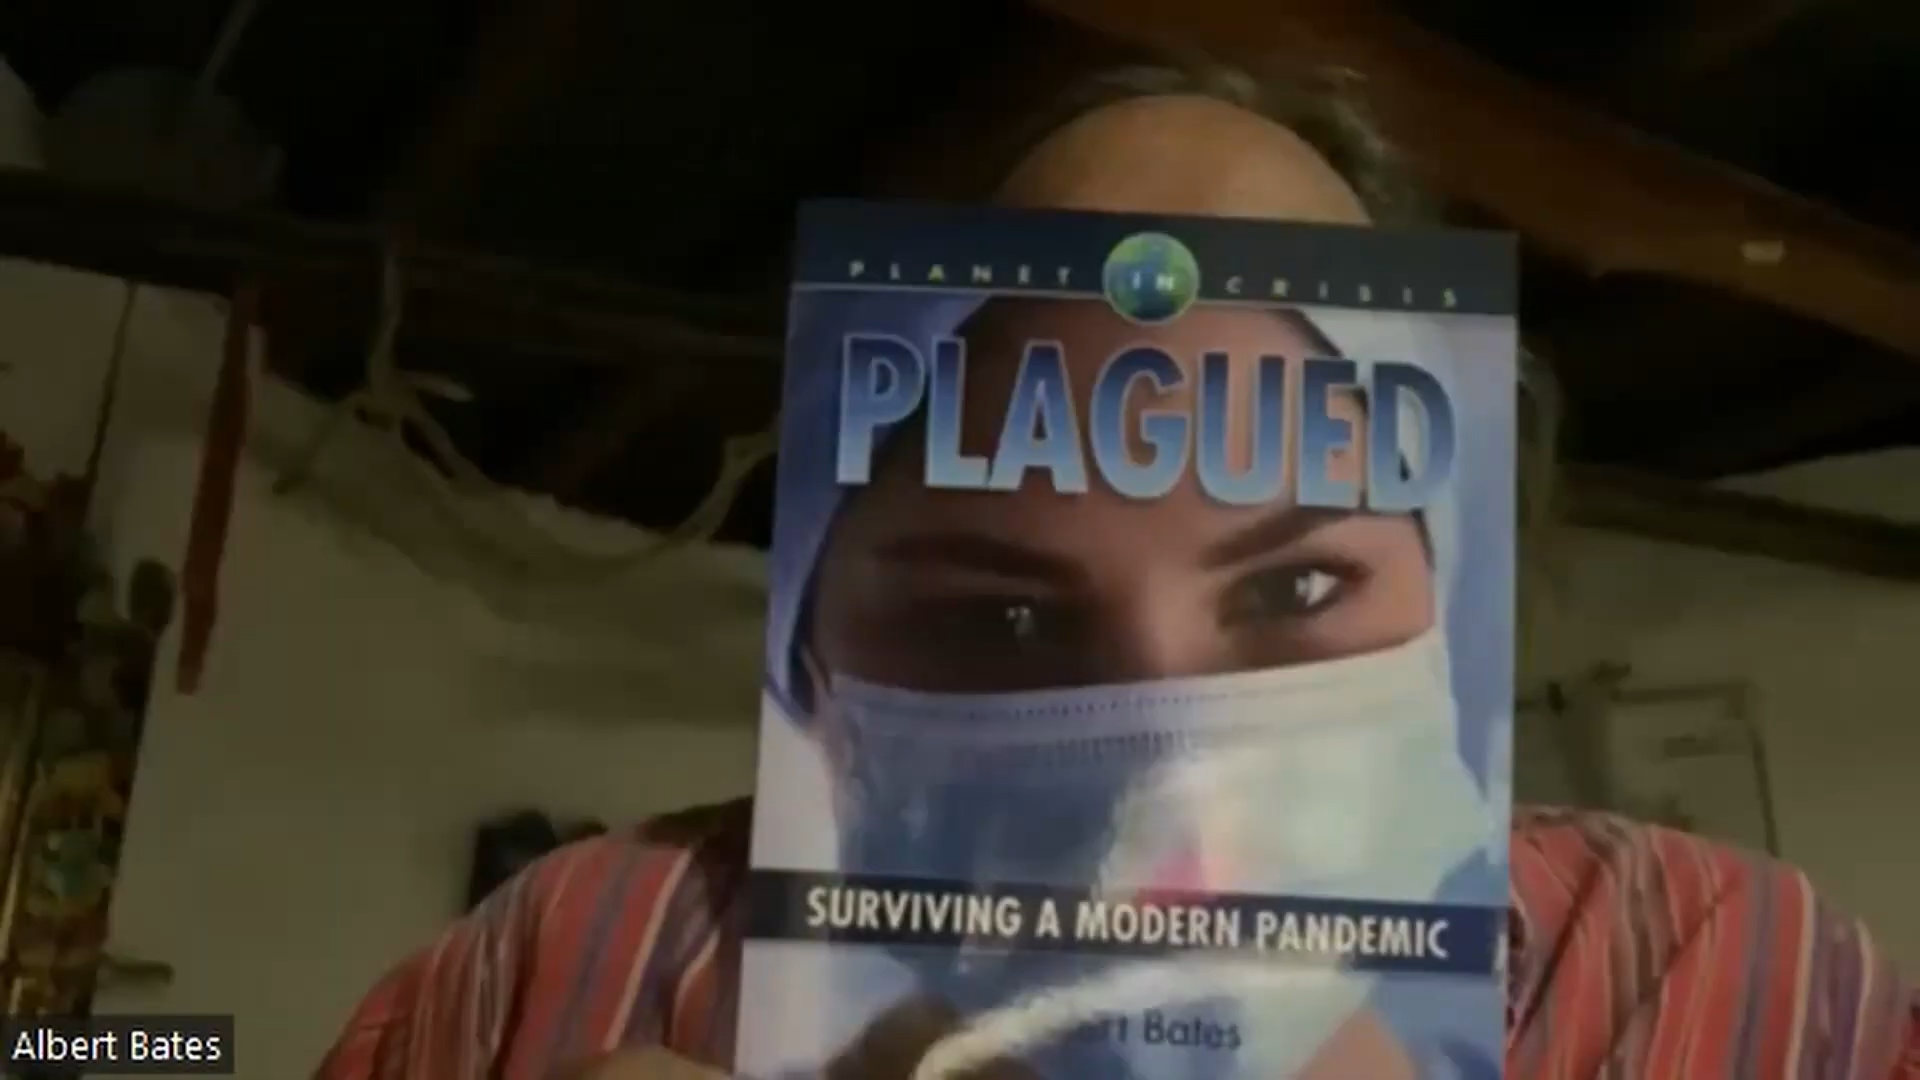 PLANET IN CRISIS
PLAGUED
SURVIVING A MODERN PANDEMIC
Bates
Albert Bates